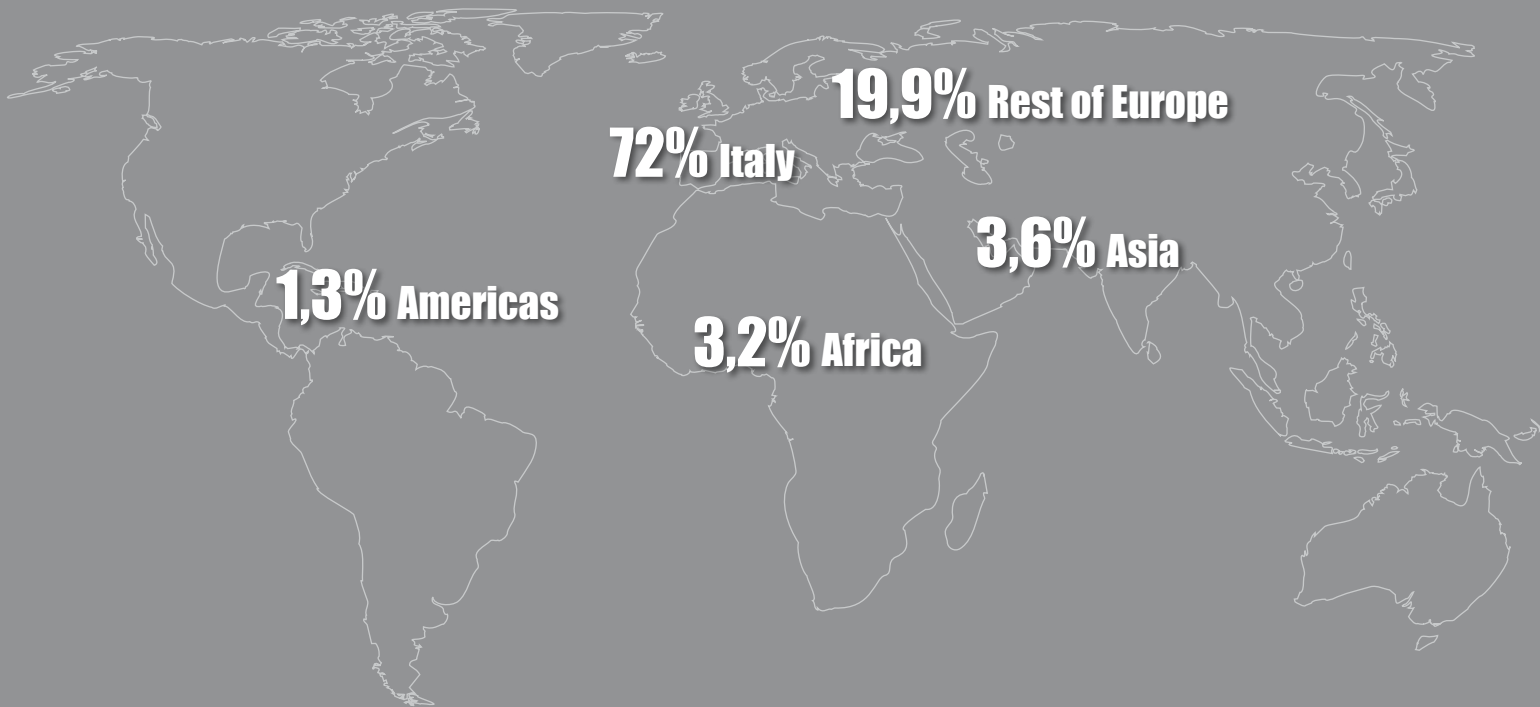 19,9% Rest of Europe
72% Italy
3,6% Asia
1,3% Americas
3,2% Africa